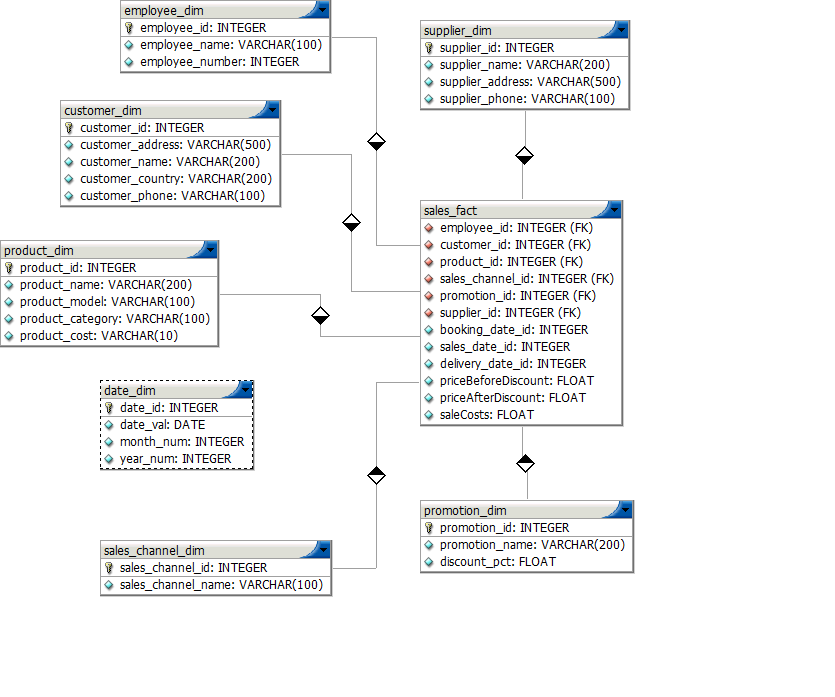 employee_dim
employee_id: INTEGER
employee_name: VARCHAR(100)
employee_number: INTEGER
supplier_dim
supplier_id: INTEGER
supplier_name: VARCHAR(200)
supplier_address: VARCHAR(500)
supplier_phone: VARCHAR(100)
customer_dim
customer_id: INTEGER
customer_address: VARCHAR(500)
customer_name: VARCHAR(200)
customer_country: VARCHAR(200)
customer_phone: VARCHAR(100)
sales_fact
employee_id: INTEGER (FK)
customer_id: INTEGER (FK)
product_id: INTEGER (FK)
sales_channel_id: INTEGER (FK)
promotion_id: INTEGER (FK)
supplier_id: INTEGER (FK)
booking_date_id: INTEGER
sales_date_id: INTEGER
delivery_date_id: INTEGER
priceBeforeDiscount: FLOAT
priceAfterDiscount: FLOAT
saleCosts: FLOAT
product_dim
product_id: INTEGER
product_name: VARCHAR(200)
product_model: VARCHAR(100)
product_category: VARCHAR(100)
product_cost: VARCHAR(10)
date_dim
date_id: INTEGER
date_val: DATE
month_num: INTEGER
year_num: INTEGER
promotion_dim
promotion_id: INTEGER
promotion_name: VARCHAR(200)
discount_pct: FLOAT
sales_channel_dim
sales_channel_id: INTEGER
sales_channel_name: VARCHAR(100)